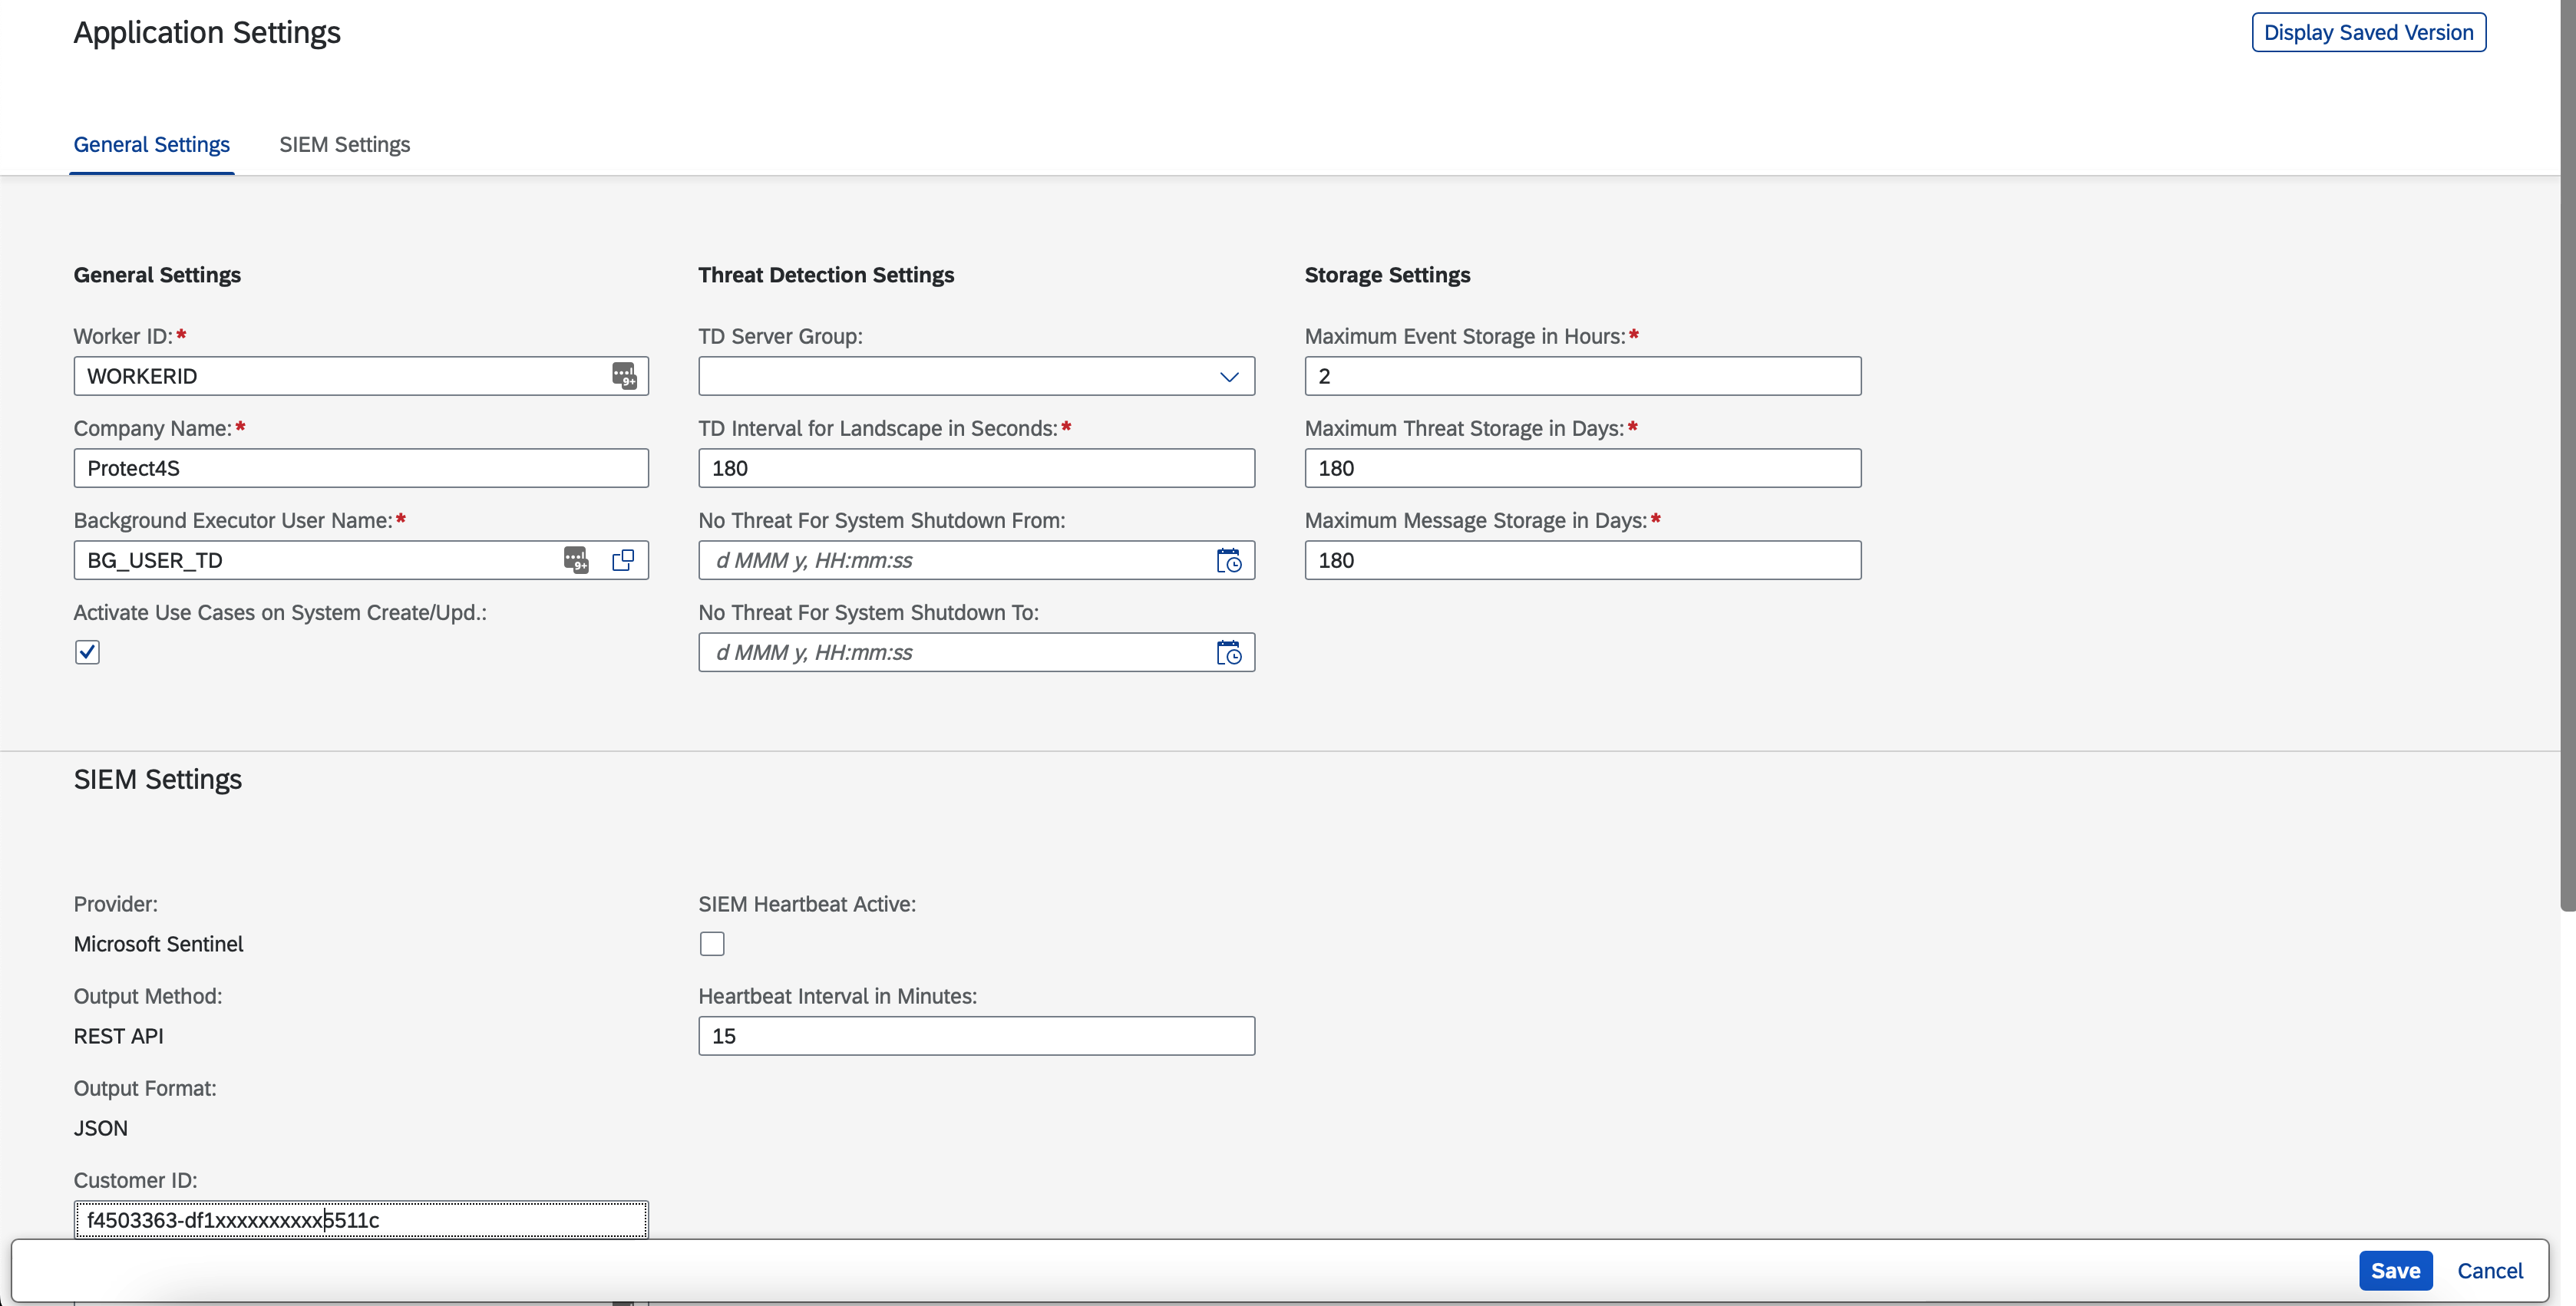 Application Settings
Display Saved Version
General Settings
SIEM Settings
General Settings
Worker ID:*
WORKERID
9+
Company Name:*
Protect4S
Background Executor User Name:*
BG_USER_TD
9+
Activate Use Cases on System Create/Upd.:
Threat Detection Settings
TD Server Group:
TD Interval for Landscape in Seconds:*
180
No Threat For System Shutdown From:
d MMM y, HH:mm:ss
No Threat For System Shutdown To:
d MMM y, HH:mm:ss
Storage Settings
Maximum Event Storage in Hours:*
2
Maximum Threat Storage in Days:*
180
Maximum Message Storage in Days:*
180
SIEM Settings
Provider:
Microsoft Sentinel
Output Method:
REST API
Output Format:
JSON
Customer ID:
f4503363-df1xxxxxxxxxx5511c
SIEM Heartbeat Active:
Heartbeat Interval in Minutes:
15
Save
Cancel